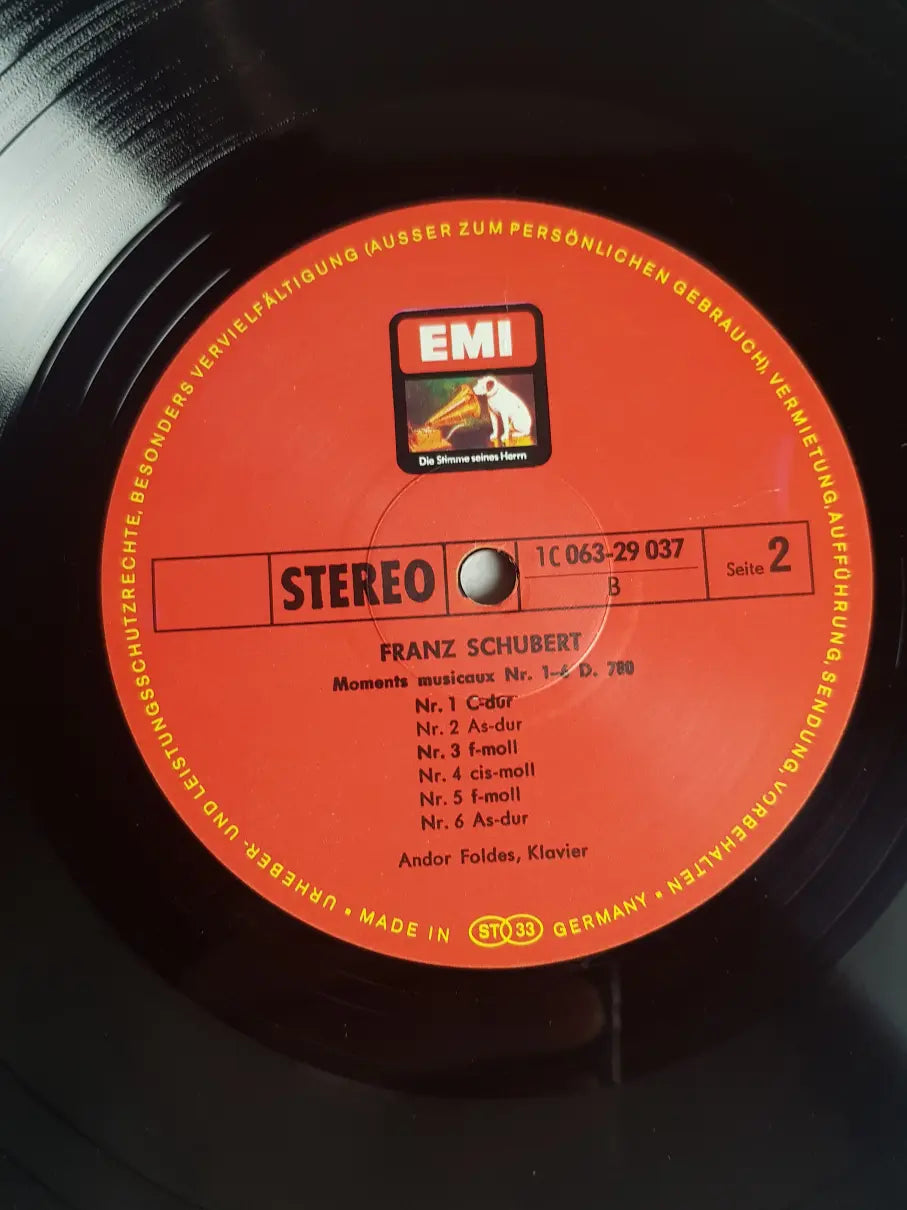 URHEBER- UND LEISTUNGSSCHUTZRECHTE, BESONDERS VERVIELFÄLTIGUNG (AUSSER ZUM PERSÖNLICHEN GEBRAUCH), VERMIETUNG, AUFFÜHRUNG, SENDUNG, VORBEHALTEN
EMI
Die Stimme seines Herrn
STEREO
1C 063-29 037
B
Seite 2
FRANZ SCHUBERT
Moments musicaux Nr. 1–6 D. 780
Nr. 1 C-dur
Nr. 2 As-dur
Nr. 3 f-moll
Nr. 4 cis-moll
Nr. 5 f-moll
Nr. 6 As-dur
Andor Foldes, Klavier
▪ MADE IN ST 33 GERMANY ▪